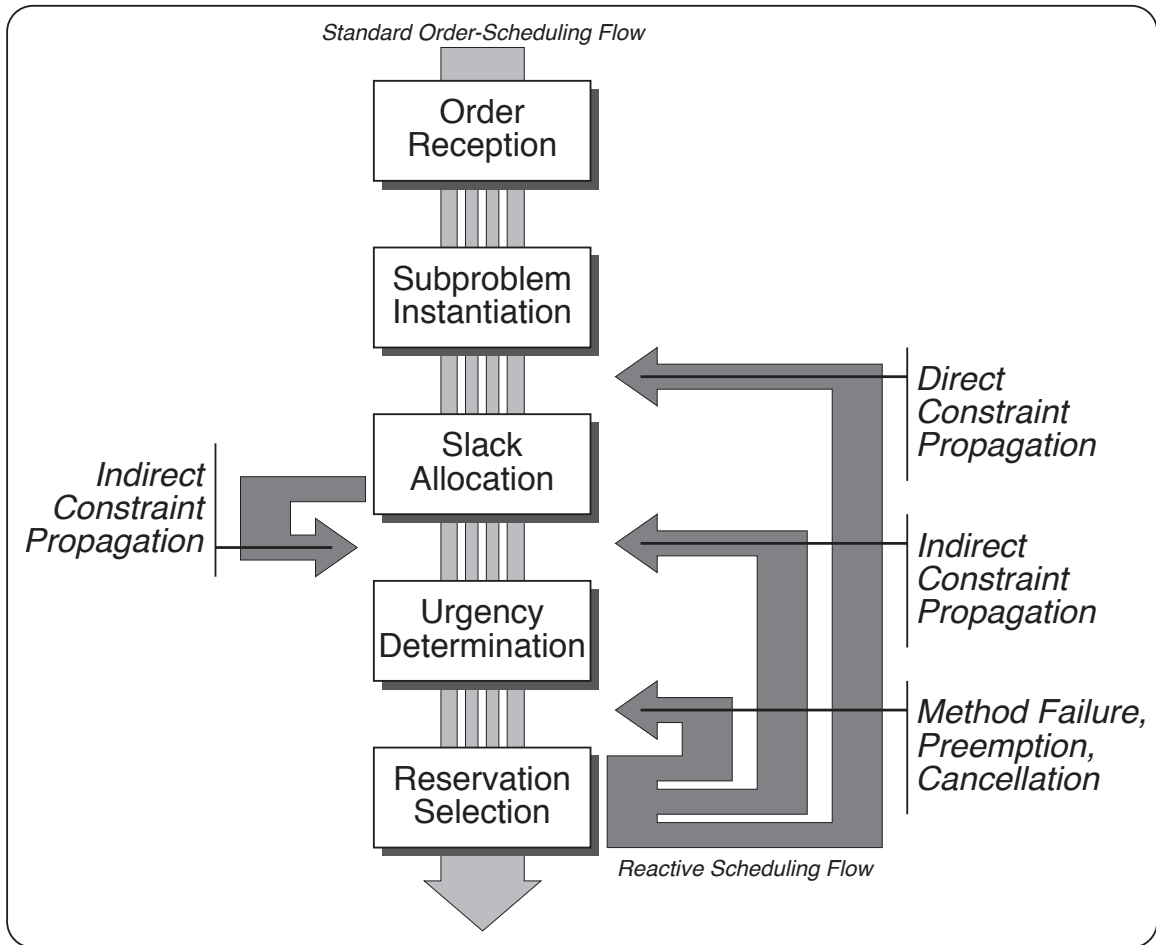 Standard Order-Scheduling Flow
Order
Reception
Subproblem
Instantiation
Direct
Constraint
Propagation
Slack
Allocation
Indirect
Constraint
Propagation
Indirect
Constraint
Propagation
Urgency
Determination
Method Failure,
Preemption,
Cancellation
Reservation
Selection
Reactive Scheduling Flow